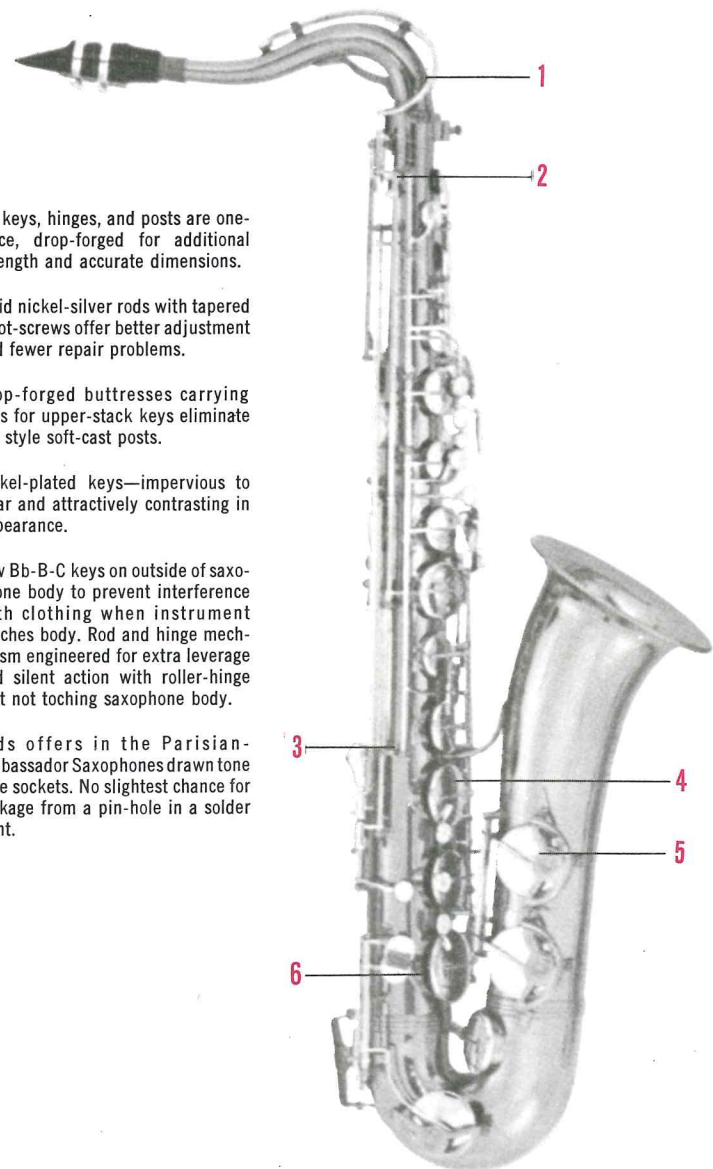 keys, hinges, and posts are one-
ce, drop-forged for additional
ength and accurate dimensions.
id nickel-silver rods with tapered
ot-screws offer better adjustment
d fewer repair problems.
op-forged buttresses carrying
s for upper-stack keys eliminate
style soft-cast posts.
kel-plated keys—impervious to
ar and attractively contrasting in
pearance.
w Bb-B-C keys on outside of saxo-
one body to prevent interference
th clothing when instrument
ches body. Rod and hinge mech-
sm engineered for extra leverage
d silent action with roller-hinge
t not toching saxophone body.
ds offers in the Parisian-
bassador Saxophones drawn tone
e sockets. No slightest chance for
kage from a pin-hole in a solder
nt.
1
2
3
4
5
6